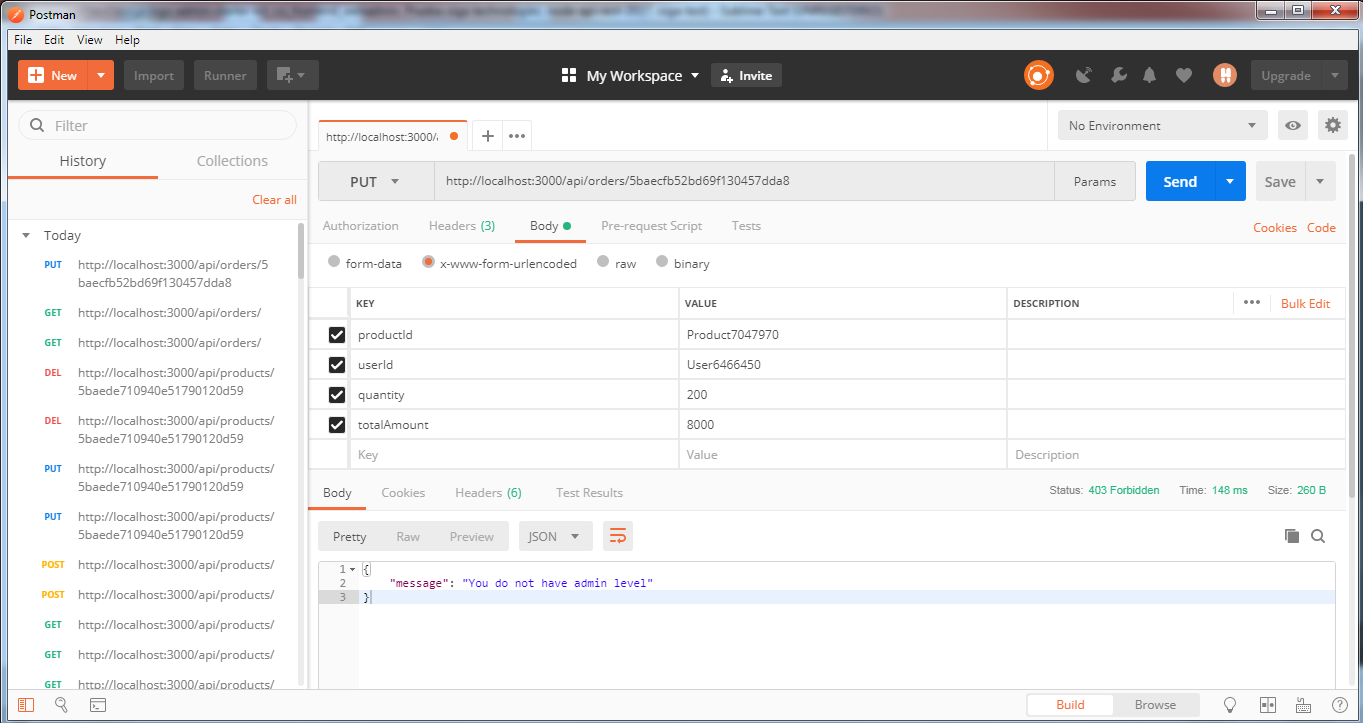 Postman
File Edit View Help
New Import Runner My Workspace Invite Upgrade
Filter
History Collections
Clear all
Today
PUT http://localhost:3000/api/orders/5
baecfb52bd69f130457dda8
GET http://localhost:3000/api/orders/
GET http://localhost:3000/api/orders/
DEL http://localhost:3000/api/products/
5baede710940e51790120d59
DEL http://localhost:3000/api/products/
5baede710940e51790120d59
PUT http://localhost:3000/api/products/
5baede710940e51790120d59
PUT http://localhost:3000/api/products/
5baede710940e51790120d59
POST http://localhost:3000/api/products/
POST http://localhost:3000/api/products/
GET http://localhost:3000/api/products/
GET http://localhost:3000/api/products/
GET http://localhost:3000/api/products/
http://localhost:3000/
No Environment
PUT http://localhost:3000/api/orders/5baecfb52bd69f130457dda8 Params Send Save
Authorization Headers (3) Body Pre-request Script Tests Cookies Code
form-data x-www-form-urlencoded raw binary
KEY VALUE DESCRIPTION Bulk Edit
productId Product7047970
userId User6466450
quantity 200
totalAmount 8000
Key Value Description
Body Cookies Headers (6) Test Results Status: 403 Forbidden Time: 148 ms Size: 260 B
Pretty Raw Preview JSON
1 {
2 "message": "You do not have admin level"
3 }
Build Browse